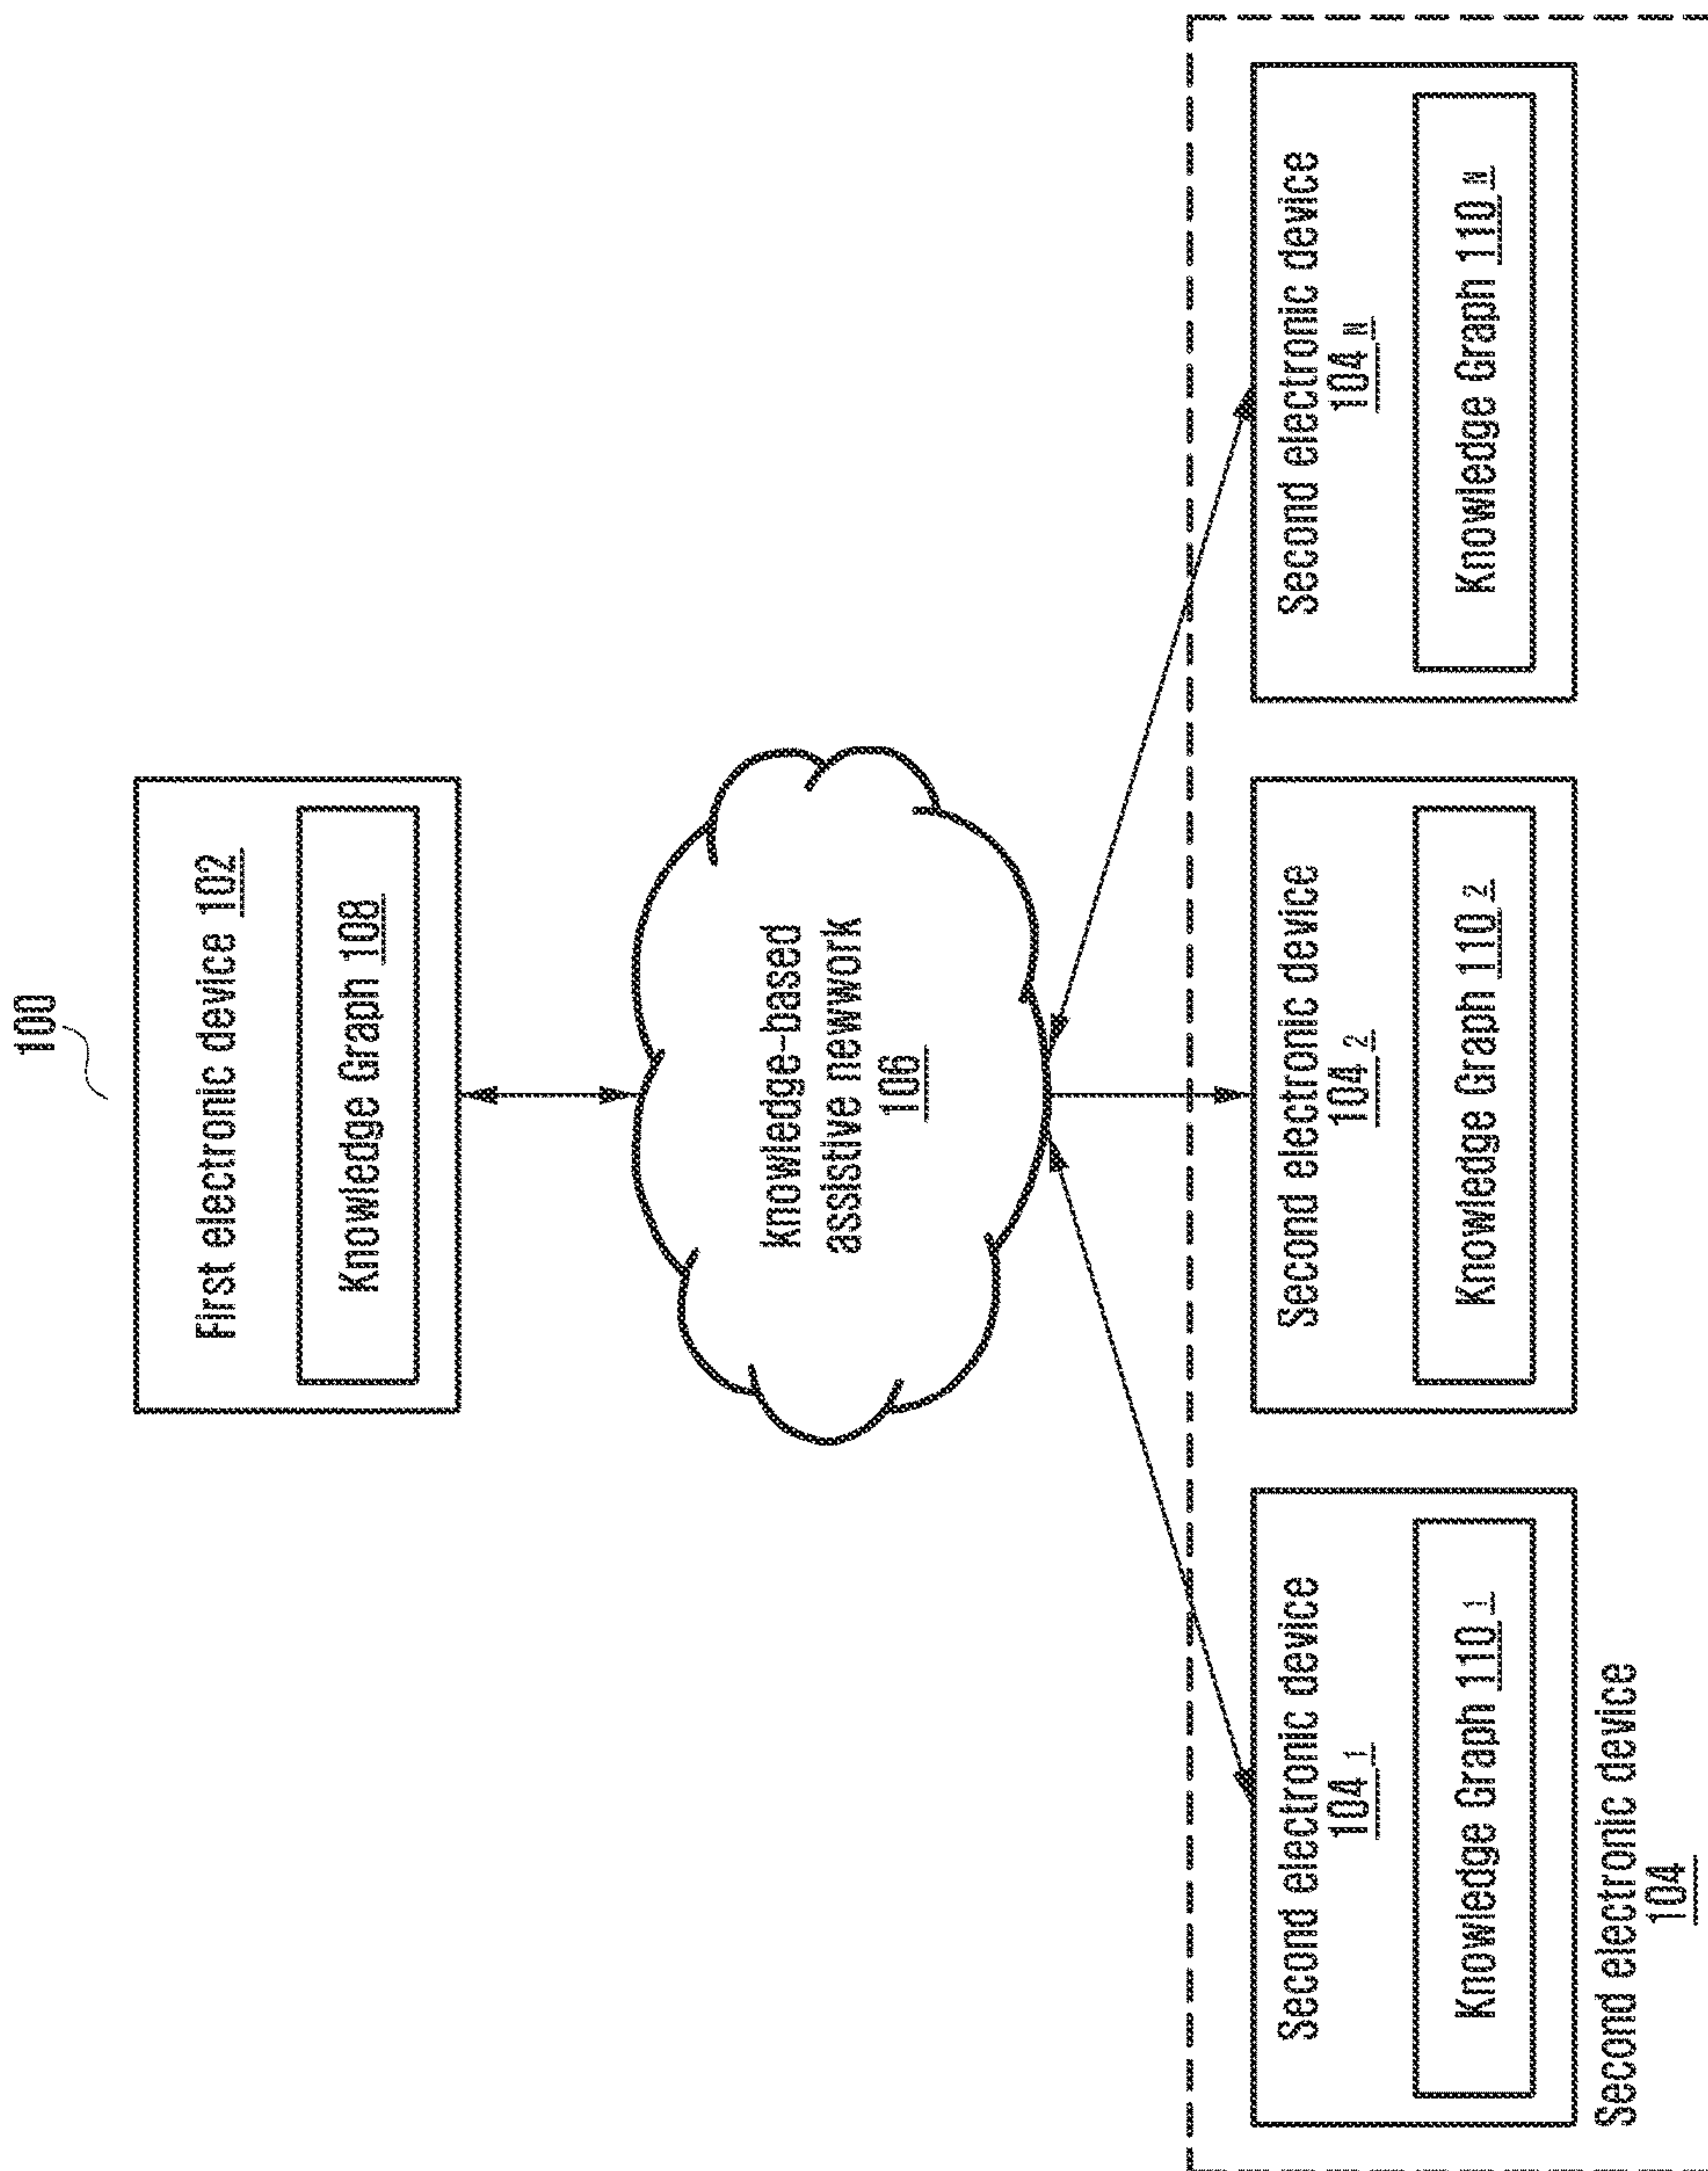 100
First electronic device 102
Knowledge Graph 108
knowledge-based
assistive nework
106
Second electronic device
104 1
Knowledge Graph 110 1
Second electronic device
104 2
Knowledge Graph 110 2
Second electronic device
104 N
Knowledge Graph 110 N
Second electronic device
104